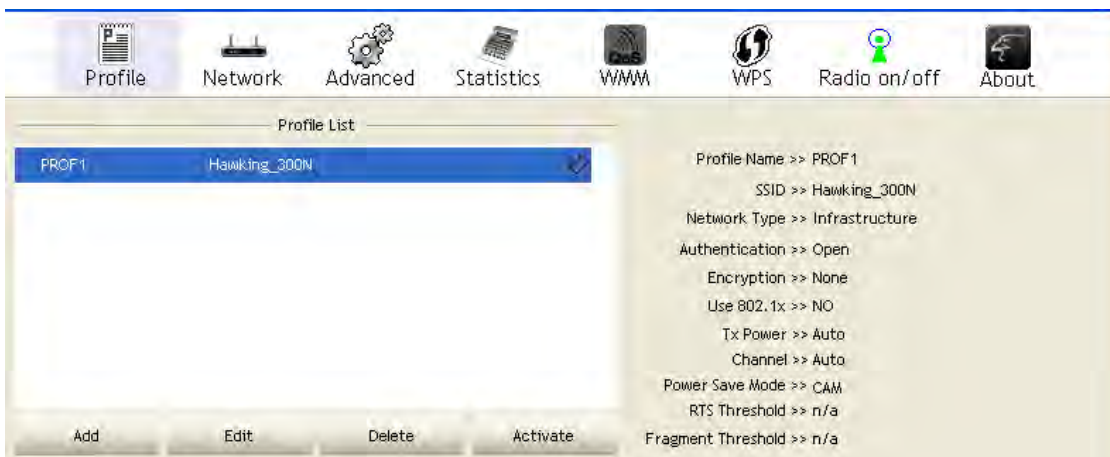 Profile Network Advanced Statistics QoS WMM WPS Radio on/off About
Profile List
PROF1 Hawking_300N
Add Edit Delete Activate
Profile Name >> PROF1
SSID >> Hawking_300N
Network Type >> Infrastructure
Authentication >> Open
Encryption >> None
Use 802.1x >> NO
Tx Power >> Auto
Channel >> Auto
Power Save Mode >> CAM
RTS Threshold >> n/a
Fragment Threshold >> n/a